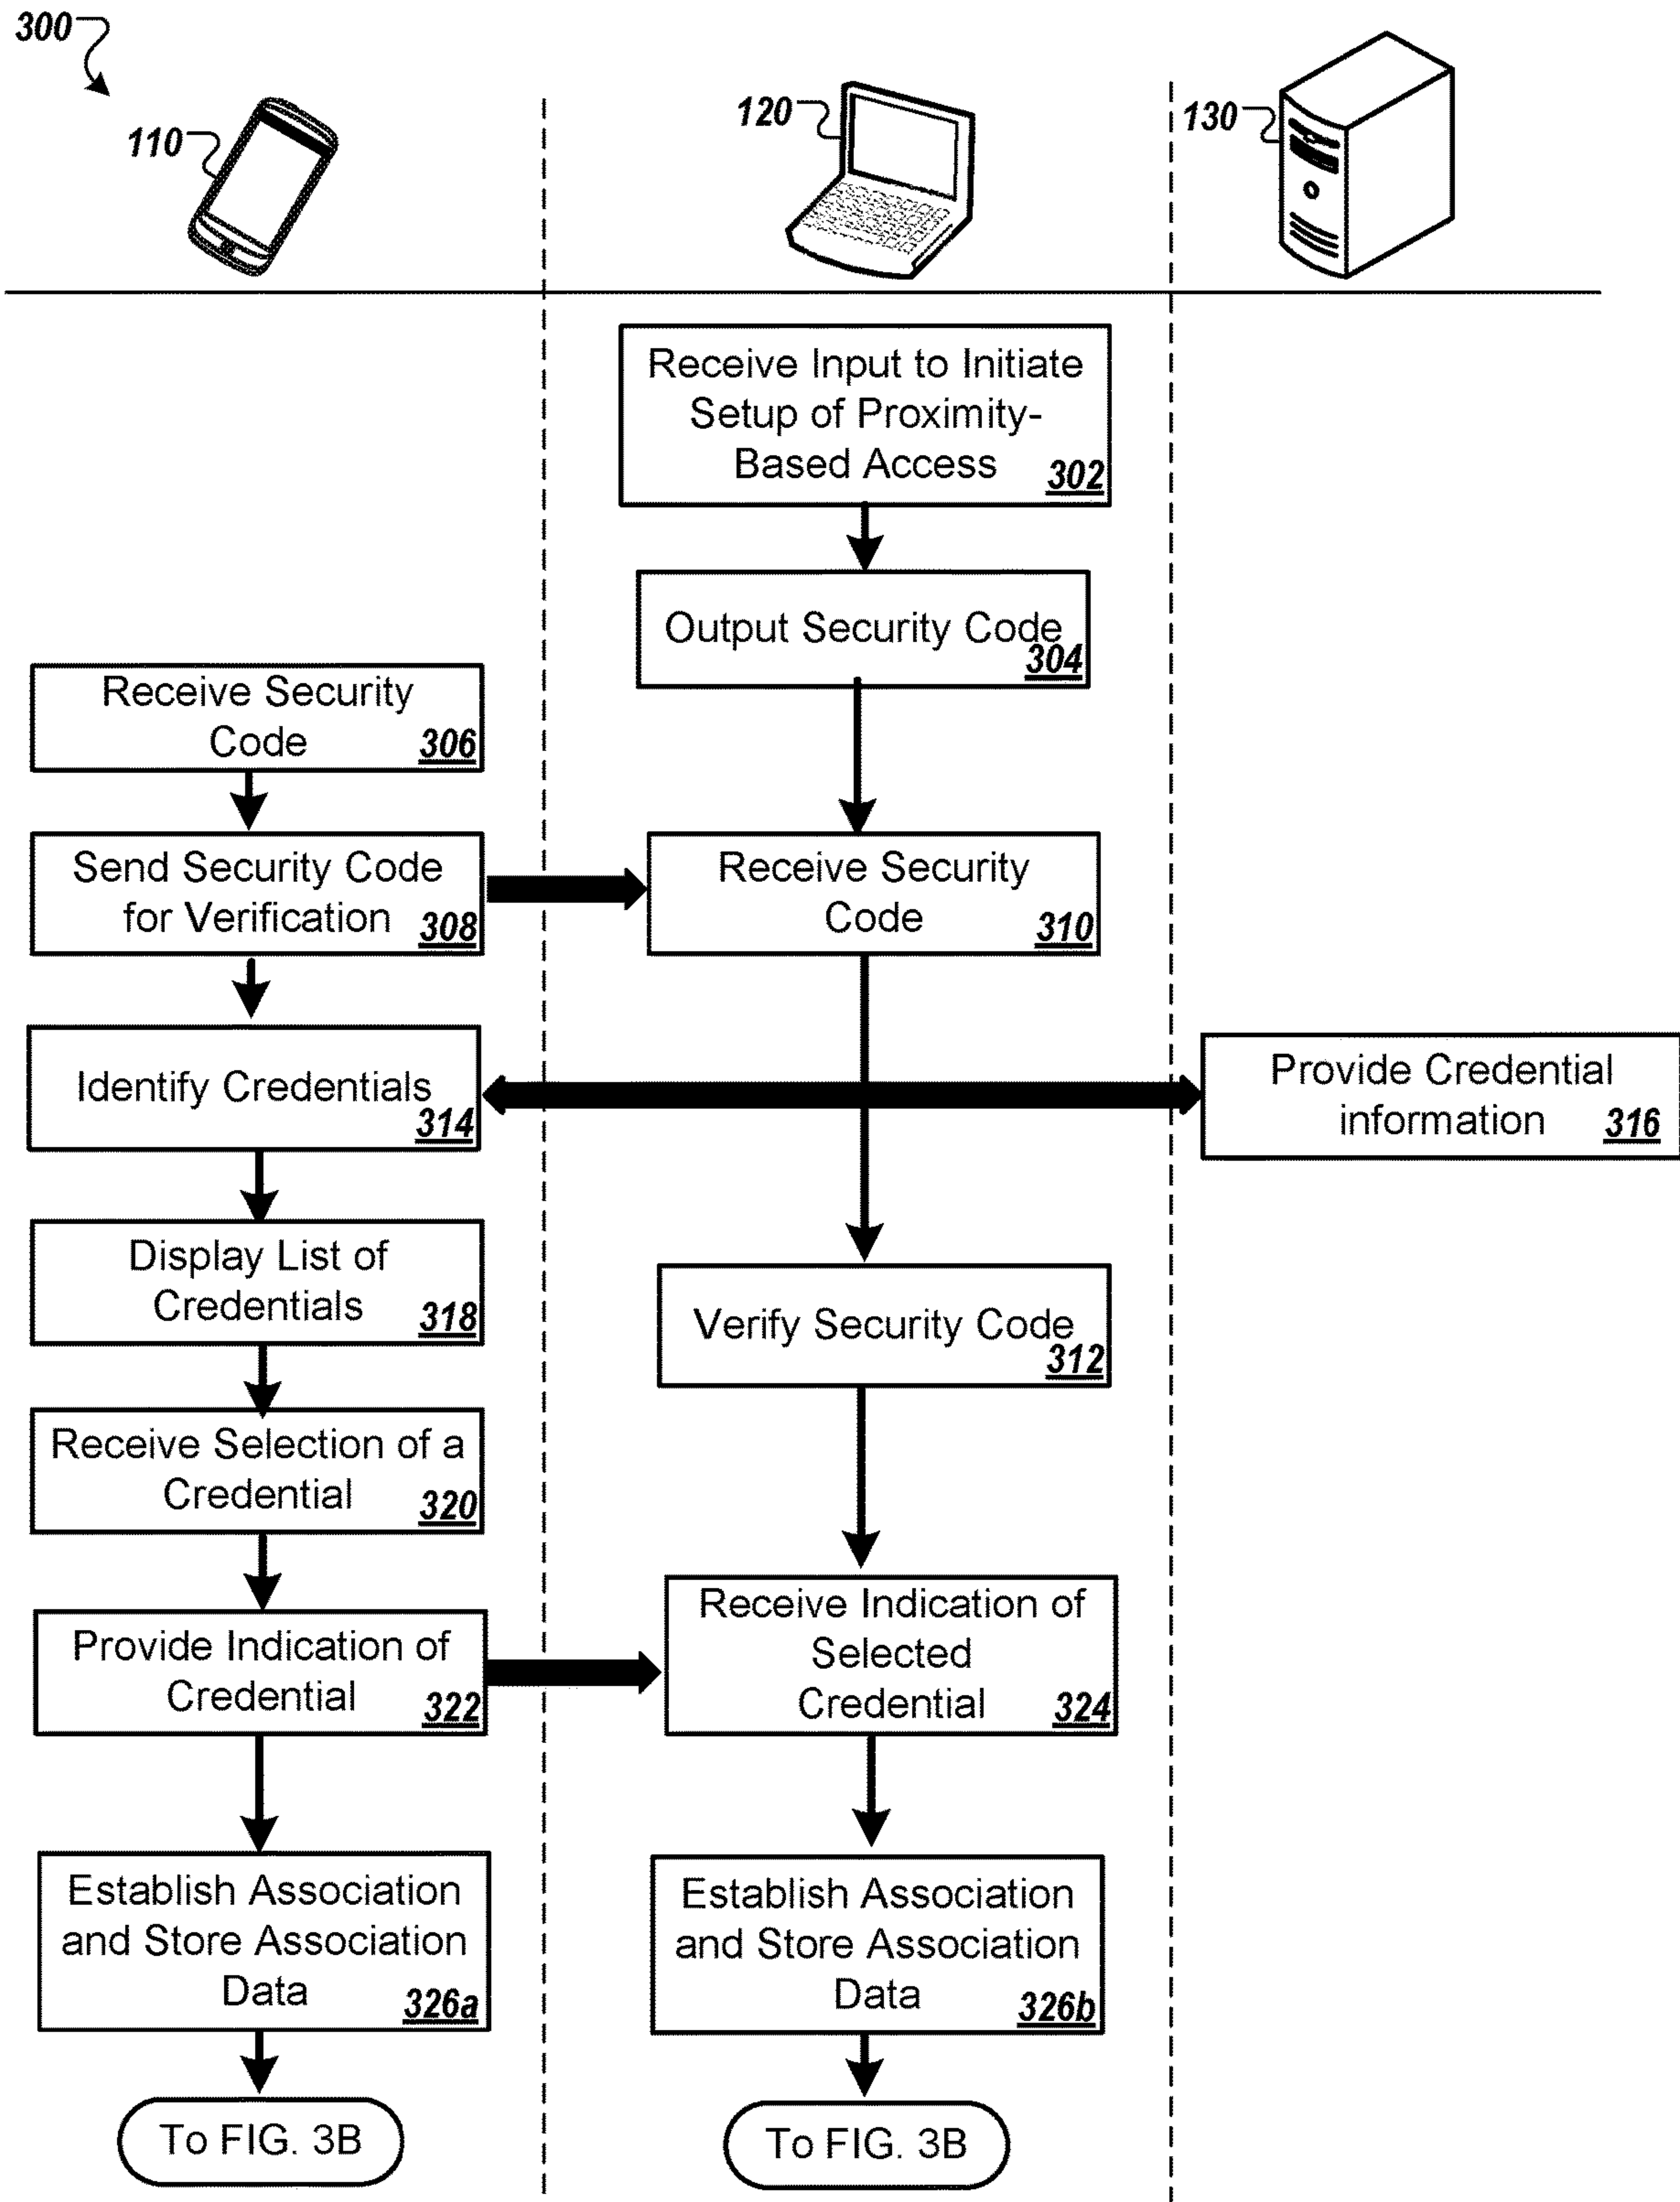 300
110
120
130
Receive Input to Initiate
Setup of Proximity-
Based Access 302
Output Security Code
304
Receive Security
Code 306
Send Security Code
for Verification 308
Receive Security
Code 310
Identify Credentials
314
Provide Credential
information 316
Display List of
Credentials 318
Verify Security Code
312
Receive Selection of a
Credential 320
Provide Indication of
Credential 322
Receive Indication of
Selected
Credential 324
Establish Association
and Store Association
Data 326a
Establish Association
and Store Association
Data 326b
To FIG. 3B
To FIG. 3B